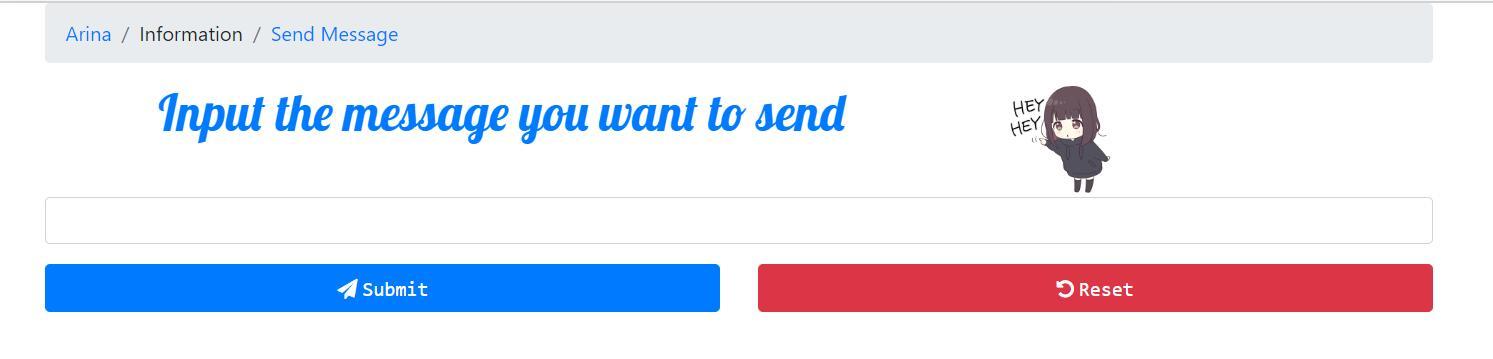 Arina / Information / Send Message
Input the message you want to send
HEY
HEY
Submit
Reset